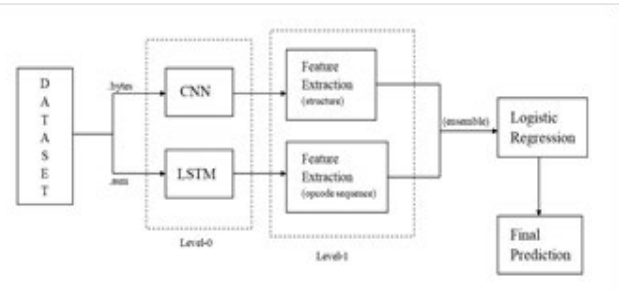 DATASET
.bytes
.asm
CNN
LSTM
Level-0
Feature
Extraction
(structure)
Feature
Extraction
(opcode sequence)
Level-1
(ensemble)
Logistic
Regression
Final
Prediction